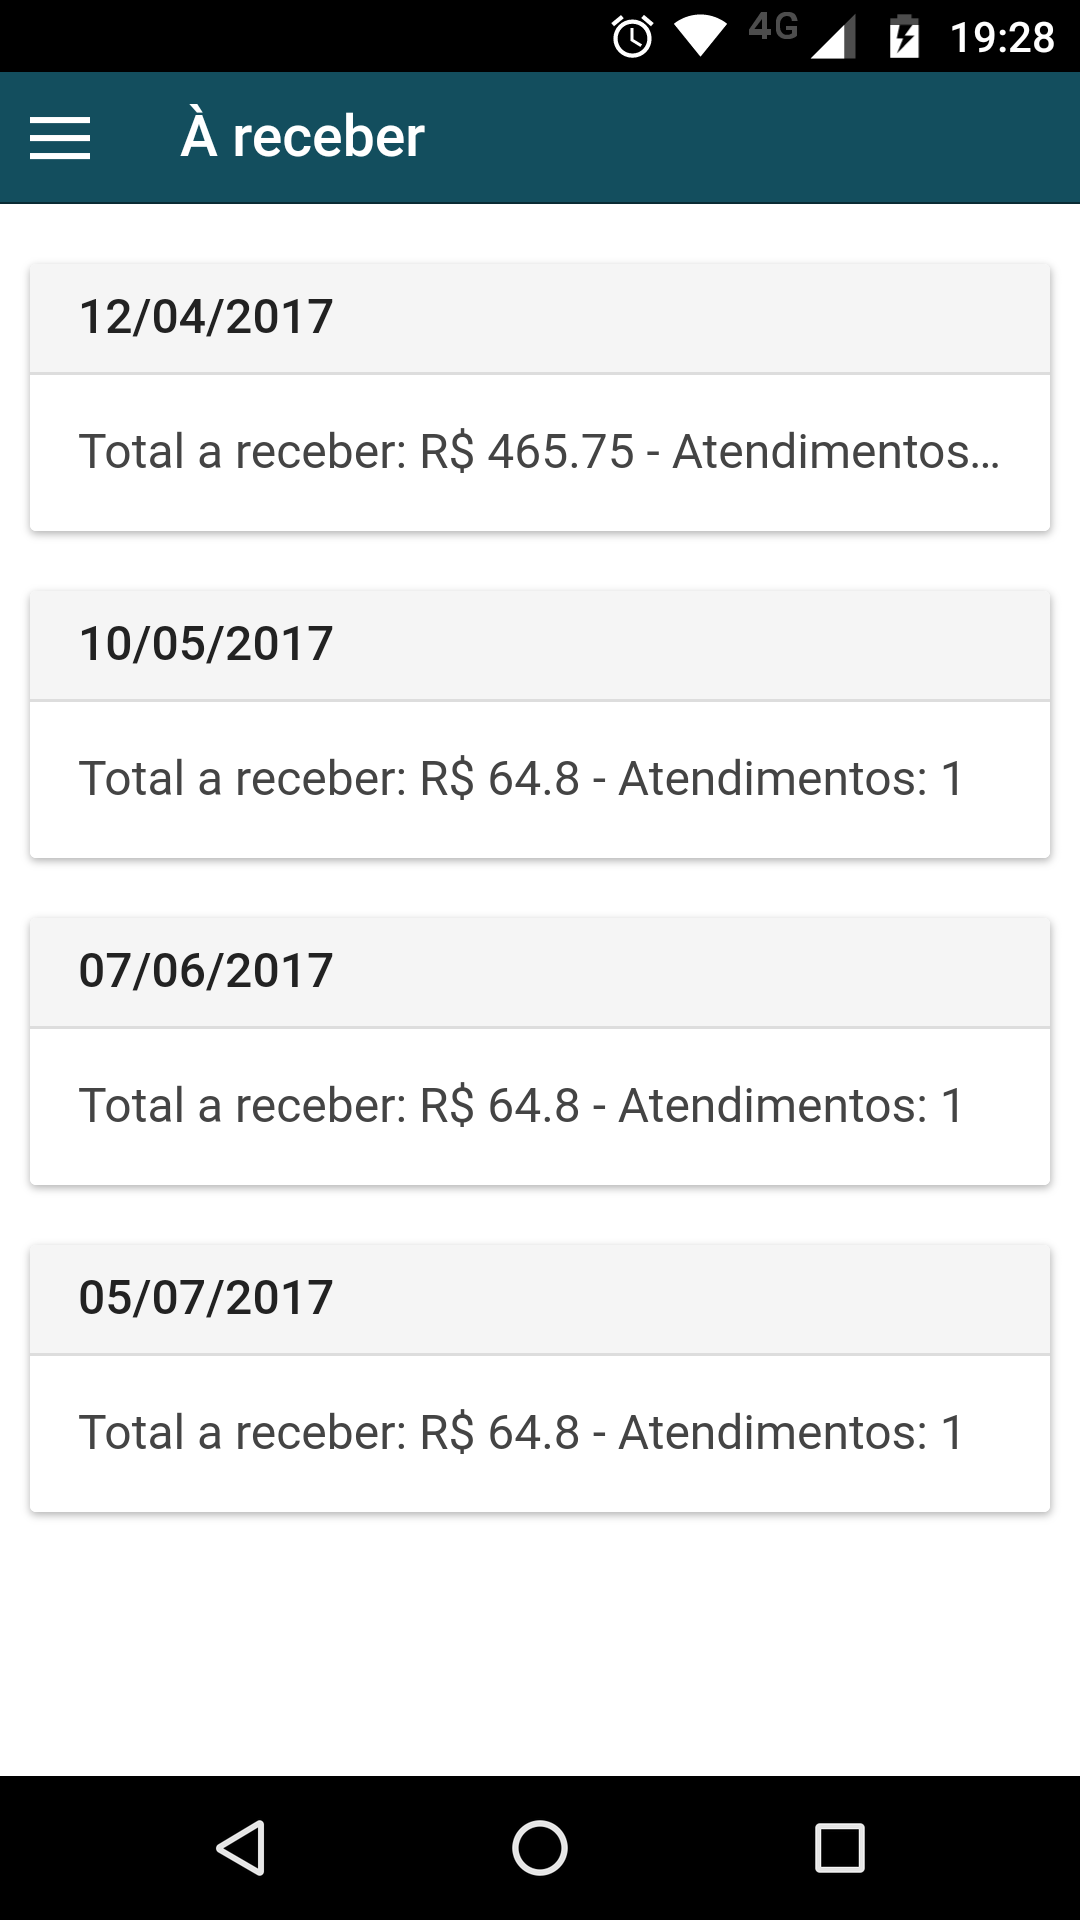 4G 19:28
À receber
12/04/2017
Total a receber: R$ 465.75 - Atendimentos...
10/05/2017
Total a receber: R$ 64.8 - Atendimentos: 1
07/06/2017
Total a receber: R$ 64.8 - Atendimentos: 1
05/07/2017
Total a receber: R$ 64.8 - Atendimentos: 1